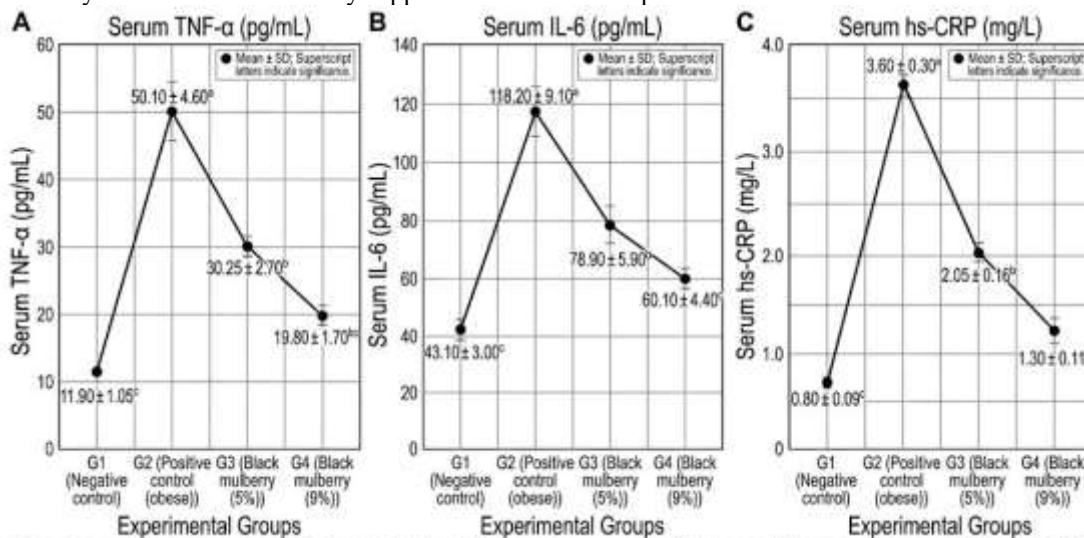 A Serum TNF-α (pg/mL)
Mean ± SD; Superscript
letters indicate significance.
Serum TNF-α (pg/mL)
60
50
40
30
20
10
0
50.10 ± 4.60ᵃ
30.25 ± 2.70ᵇ
19.80 ± 1.70ᵇᶜ
11.90 ± 1.05ᶜ
G1
(Negative
control)
G2 (Positive
control
(obese))
G3 (Black
mulberry
(5%))
G4 (Black
mulberry
(9%))
Experimental Groups
B Serum IL-6 (pg/mL)
Mean ± SD; Superscript
letters indicate significance.
Serum IL-6 (pg/mL)
140
120
100
80
60
40
20
0
118.20 ± 9.10ᵃ
78.90 ± 5.90
60.10 ± 4.40
43.10 ± 3.00ᶜ
G1
(Negative
control)
G2 (Positive
control
(obese))
G3 (Black
mulberry
(5%))
G4 (Black
mulberry
(9%))
Experimental Groups
C Serum hs-CRP (mg/L)
Mean ± SD; Superscript
letters indicate significance.
Serum hs-CRP (mg/L)
4.0
3.0
2.0
1.0
0
3.60 ± 0.30ᵃ
2.05 ± 0.16ᵇ
1.30 ± 0.11
0.80 ± 0.09ᶜ
G1
(Negative
control)
G2 (Positive
control
(obese))
G3 (Black
mulberry
(5%))
G4 (Black
mulberry
(9%))
Experimental Groups